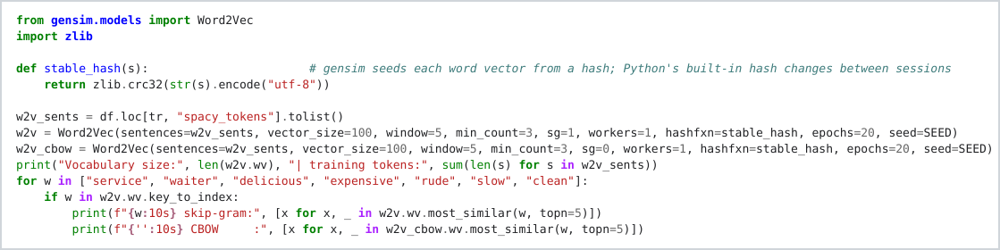 from gensim.models import Word2Vec
import zlib

def stable_hash(s):                       # gensim seeds each word vector from a hash; Python's built-in hash changes between sessions
    return zlib.crc32(str(s).encode("utf-8"))

w2v_sents = df.loc[tr, "spacy_tokens"].tolist()
w2v = Word2Vec(sentences=w2v_sents, vector_size=100, window=5, min_count=3, sg=1, workers=1, hashfxn=stable_hash, epochs=20, seed=SEED)
w2v_cbow = Word2Vec(sentences=w2v_sents, vector_size=100, window=5, min_count=3, sg=0, workers=1, hashfxn=stable_hash, epochs=20, seed=SEED)
print("Vocabulary size:", len(w2v.wv), "| training tokens:", sum(len(s) for s in w2v_sents))
for w in ["service", "waiter", "delicious", "expensive", "rude", "slow", "clean"]:
    if w in w2v.wv.key_to_index:
        print(f"{w:10s} skip-gram:", [x for x, _ in w2v.wv.most_similar(w, topn=5)])
        print(f"{'':10s} CBOW     :", [x for x, _ in w2v_cbow.wv.most_similar(w, topn=5)])